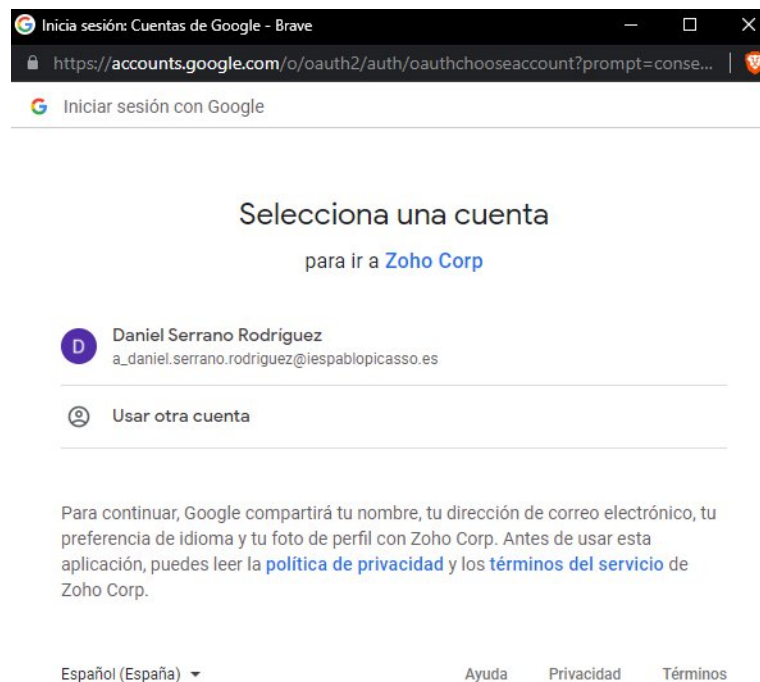 Inicia sesión: Cuentas de Google - Brave
https://accounts.google.com/o/oauth2/auth/oauthchooseaccount?prompt=conse...
G Iniciar sesión con Google
Selecciona una cuenta
para ir a Zoho Corp
D
Daniel Serrano Rodríguez
a_daniel.serrano.rodriguez@iespablopicasso.es
Usar otra cuenta
Para continuar, Google compartirá tu nombre, tu dirección de correo electrónico, tu
preferencia de idioma y tu foto de perfil con Zoho Corp. Antes de usar esta
aplicación, puedes leer la política de privacidad y los términos del servicio de
Zoho Corp.
Español (España) Ayuda Privacidad Términos